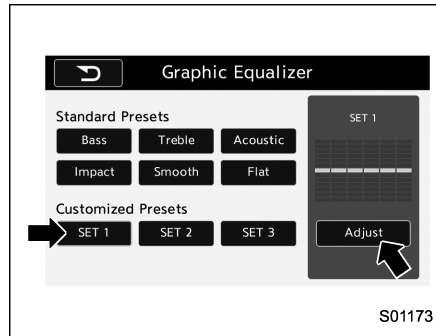 Graphic Equalizer
Standard Presets
SET 1
Bass Treble Acoustic
Impact Smooth Flat
Customized Presets
SET 1 SET 2 SET 3 Adjust
S01173